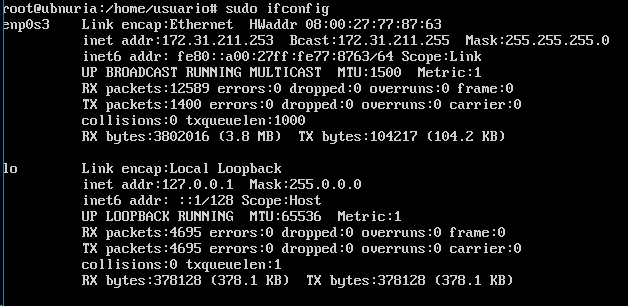 root@ubnuria:/home/usuario# sudo ifconfig
enp0s3    Link encap:Ethernet  HWaddr 08:00:27:77:87:63
          inet addr:172.31.211.253  Bcast:172.31.211.255  Mask:255.255.255.0
          inet6 addr: fe80::a00:27ff:fe77:8763/64 Scope:Link
          UP BROADCAST RUNNING MULTICAST  MTU:1500  Metric:1
          RX packets:12589 errors:0 dropped:0 overruns:0 frame:0
          TX packets:1400 errors:0 dropped:0 overruns:0 carrier:0
          collisions:0 txqueuelen:1000
          RX bytes:3802016 (3.8 MB)  TX bytes:104217 (104.2 KB)
lo        Link encap:Local Loopback
          inet addr:127.0.0.1  Mask:255.0.0.0
          inet6 addr: ::1/128 Scope:Host
          UP LOOPBACK RUNNING  MTU:65536  Metric:1
          RX packets:4695 errors:0 dropped:0 overruns:0 frame:0
          TX packets:4695 errors:0 dropped:0 overruns:0 carrier:0
          collisions:0 txqueuelen:1
          RX bytes:378128 (378.1 KB)  TX bytes:378128 (378.1 KB)